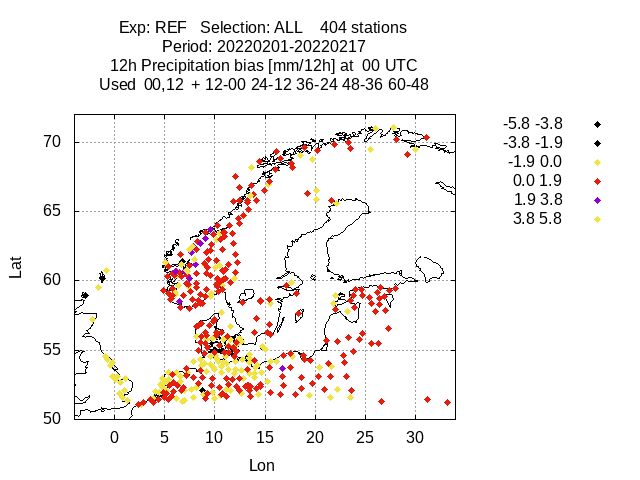 Exp: REF   Selection: ALL    404 stations
Period: 20220201-20220217
12h Precipitation bias [mm/12h] at  00 UTC
Used  00,12  + 12-00 24-12 36-24 48-36 60-48
-5.8 -3.8
-3.8 -1.9
-1.9 0.0
0.0 1.9
1.9 3.8
3.8 5.8
70
65
60
55
50
Lat
0 5 10 15 20 25 30
Lon